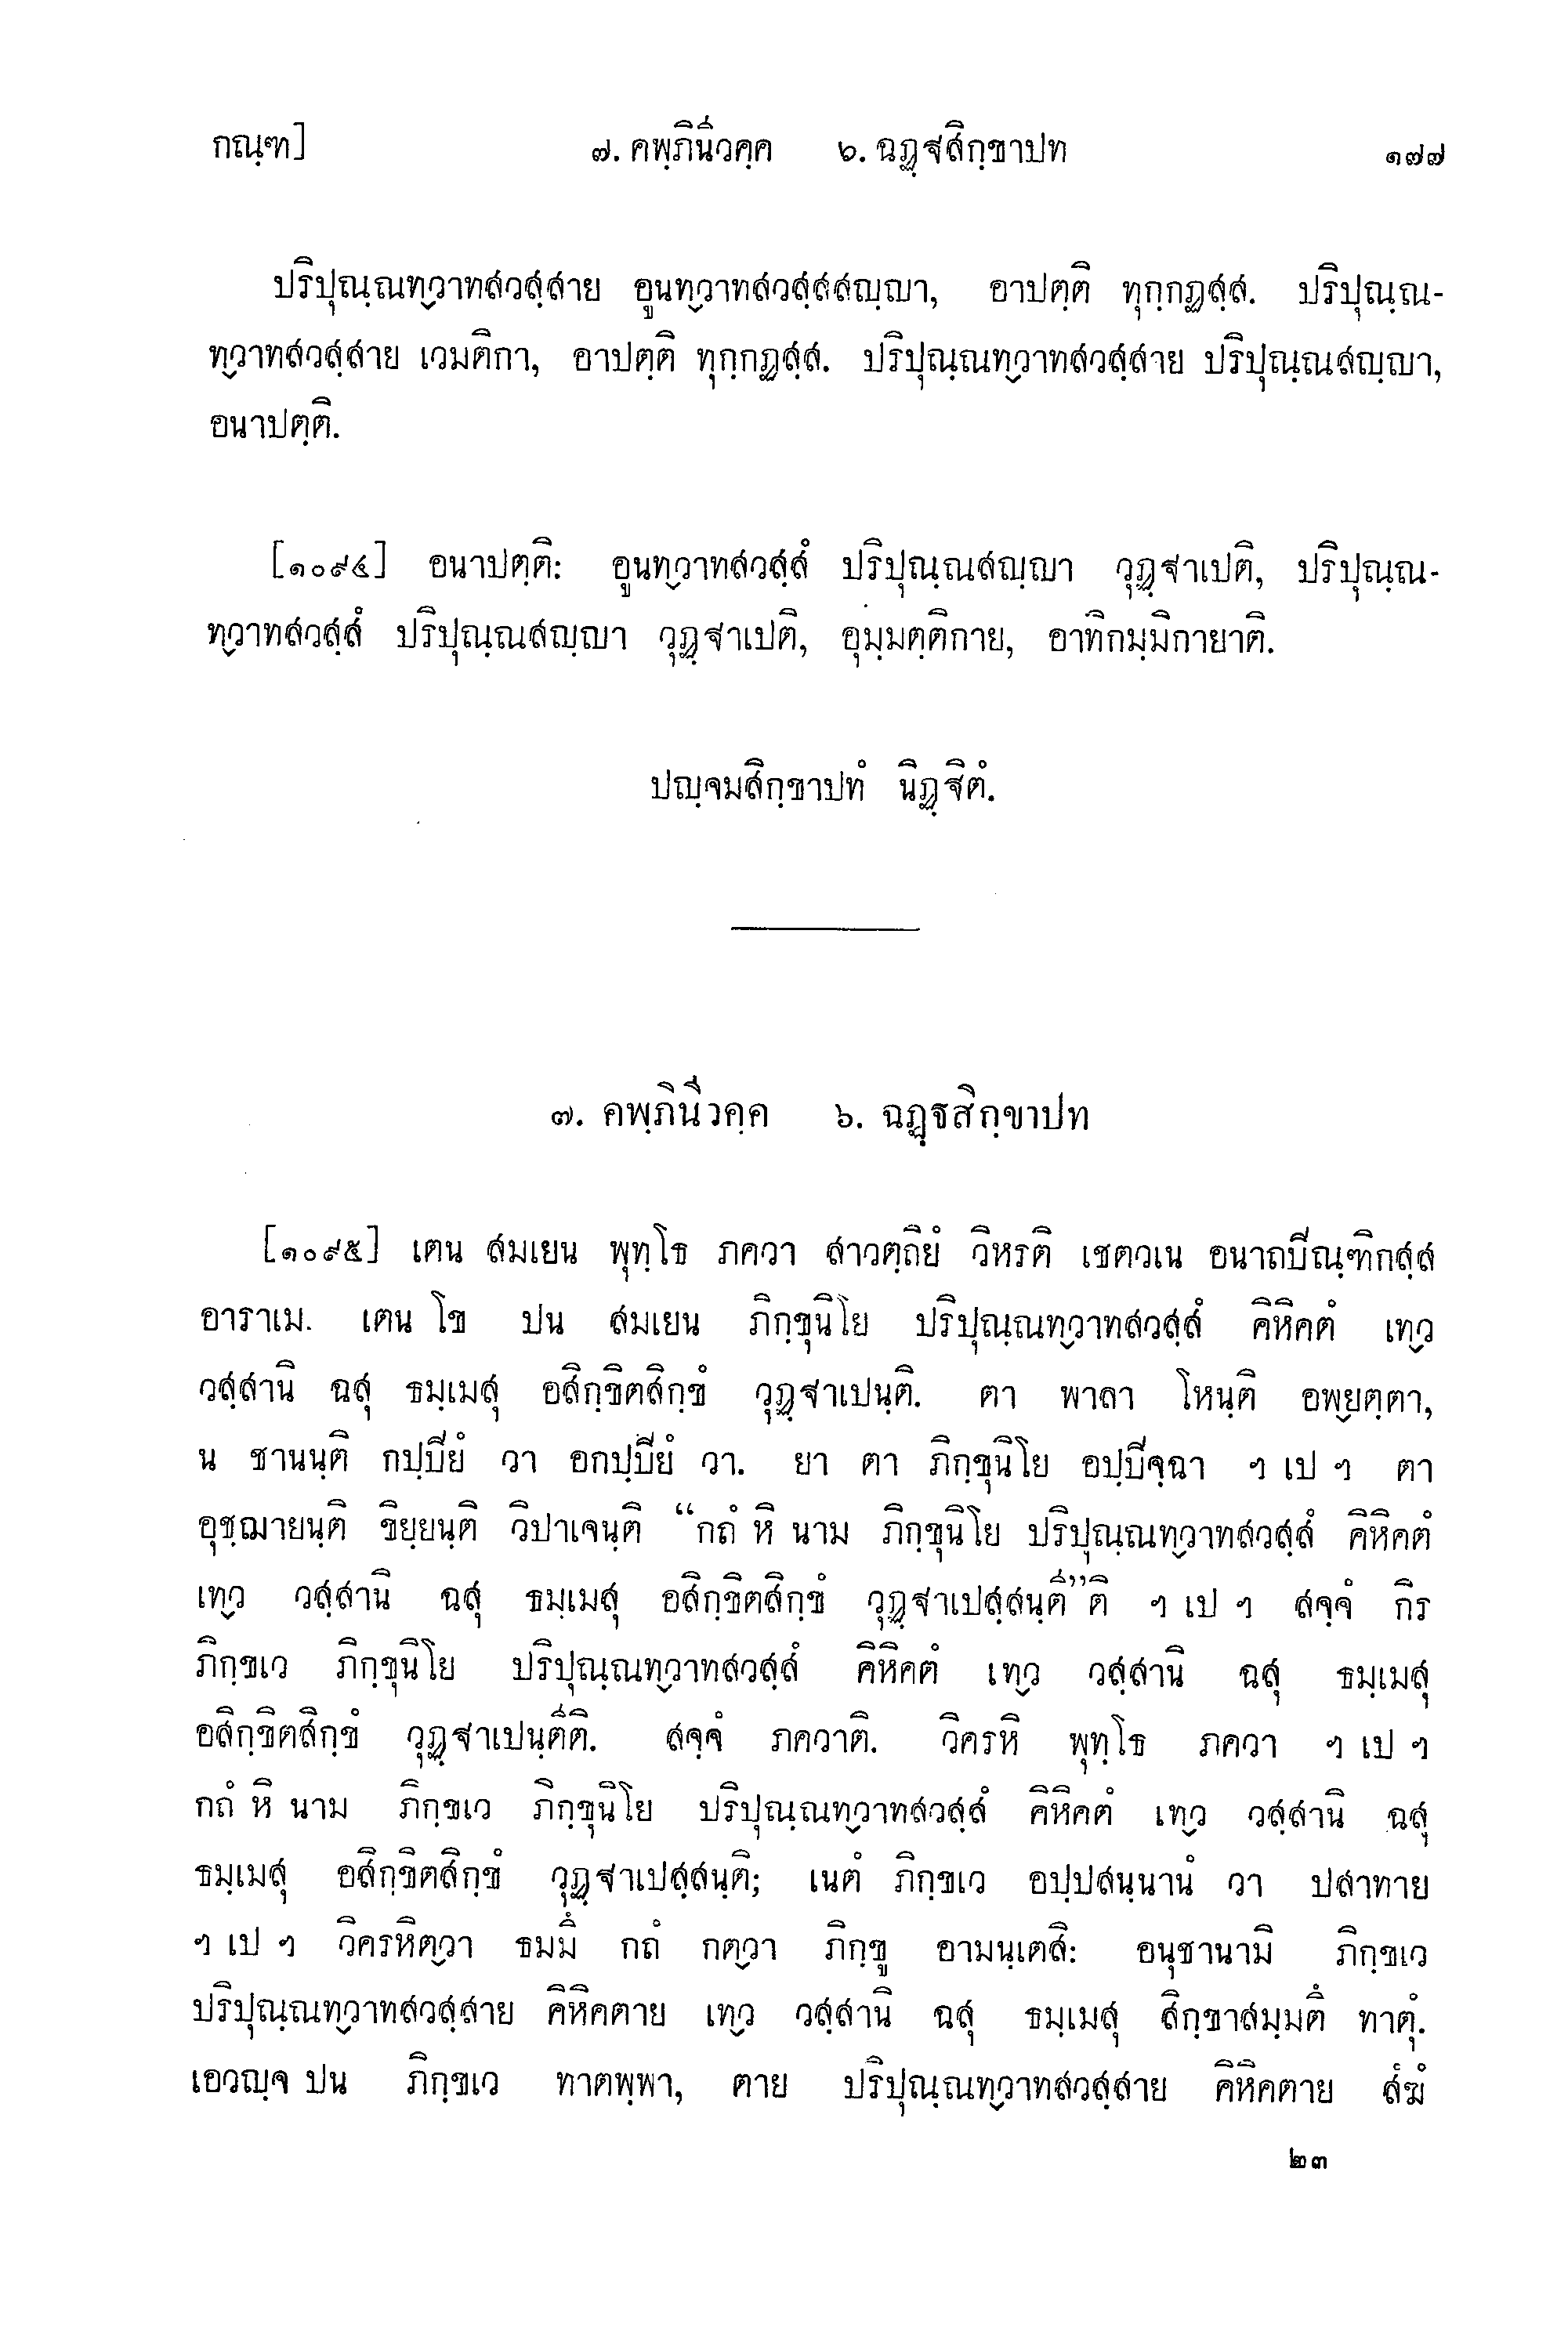 กณฺฑ] ๗. คพฺภินีวคฺค ๖. ฉฏฺฐสิกฺขาปท ๑๗๗
ปริปุณฺณทฺวาทสวสฺสาย อูนทฺวาทสวสฺสสญฺญา, อาปตฺติ ทุกฺกฏสฺส. ปริปุณฺณ-
ทฺวาทสวสฺสาย เวมติกา, อาปตฺติ ทุกฺกฏสฺส. ปริปุณฺณทฺวาทสวสฺสาย ปริปุณฺณสญฺญา,
อนาปตฺติ.
[๑๐๙๔] อนาปตฺติ: อูนทฺวาทสวสฺสํ ปริปุณฺณสญฺญา วุฏฺฐาเปติ, ปริปุณฺณ-
ทฺวาทสวสฺสํ ปริปุณฺณสญฺญา วุฏฺฐาเปติ, อุมฺมตฺติกาย, อาทิกมฺมิกายาติ.
ปญฺจมสิกฺขาปทํ นิฏฺฐิตํ.
๗. คพฺภินีวคฺค ๖. ฉฏฺฐสิกฺขาปท
[๑๐๙๕] เตน สมเยน พุทฺโธ ภควา สาวตฺถิยํ วิหรติ เชตวเน อนาถปิณฺฑิกสฺส
อาราเม. เตน โข ปน สมเยน ภิกฺขุนิโย ปริปุณฺณทฺวาทสวสฺสํ คิหิคตํ เทฺว
วสฺสานิ ฉสุ ธมฺเมสุ อสิกฺขิตสิกฺขํ วุฏฺฐาเปนฺติ. ตา พาลา โหนฺติ อพฺยตฺตา,
น ชานนฺติ กปฺปิยํ วา อกปฺปิยํ วา. ยา ตา ภิกฺขุนิโย อปฺปิจฺฉา ฯ เป ฯ ตา
อุชฺฌายนฺติ ขิยฺยนฺติ วิปาเจนฺติ “กถํ หิ นาม ภิกฺขุนิโย ปริปุณฺณทฺวาทสวสฺสํ คิหิคตํ
เทฺว วสฺสานิ ฉสุ ธมฺเมสุ อสิกฺขิตสิกฺขํ วุฏฺฐาเปสฺสนฺตี”ติ ฯ เป ฯ สจฺจํ กิร
ภิกฺขเว ภิกฺขุนิโย ปริปุณฺณทฺวาทสวสฺสํ คิหิคตํ เทฺว วสฺสานิ ฉสุ ธมฺเมสุ
อสิกฺขิตสิกฺขํ วุฏฺฐาเปนฺตีติ. สจฺจํ ภควาติ. วิครหิ พุทฺโธ ภควา ฯ เป ฯ
กถํ หิ นาม ภิกฺขเว ภิกฺขุนิโย ปริปุณฺณทฺวาทสวสฺสํ คิหิคตํ เทฺว วสฺสานิ ฉสุ
ธมฺเมสุ อสิกฺขิตสิกฺขํ วุฏฺฐาเปสฺสนฺติ; เนตํ ภิกฺขเว อปฺปสนฺนานํ วา ปสาทาย
ฯ เป ฯ วิครหิตฺวา ธมมึ กถํ กตฺวา ภิกฺขู อามนฺเตสิ: อนุชานามิ ภิกฺขเว
ปริปุณฺณทฺวาทสวสฺสาย คิหิคตาย เทฺว วสฺสานิ ฉสุ ธมฺเมสุ สิกฺขาสมฺมตึ ทาตุํ.
เอวญฺจ ปน ภิกฺขเว ทาตพฺพา, ตาย ปริปุณฺณทฺวาทสวสฺสาย คิหิคตาย สํฆํ
๒๓